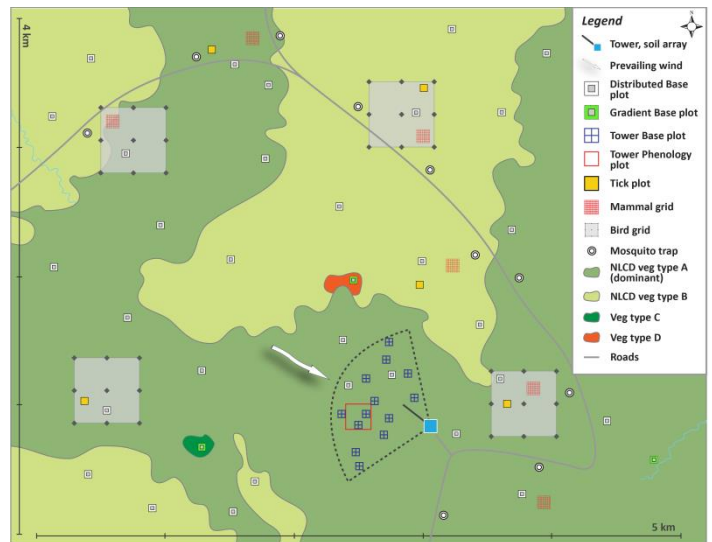 4 km
5 km
Legend
N
Tower, soil array
Prevailing wind
Distributed Base
plot
Gradient Base plot
Tower Base plot
Tower Phenology
plot
Tick plot
Mammal grid
Bird grid
Mosquito trap
NLCD veg type A
(dominant)
NLCD veg type B
Veg type C
Veg type D
Roads